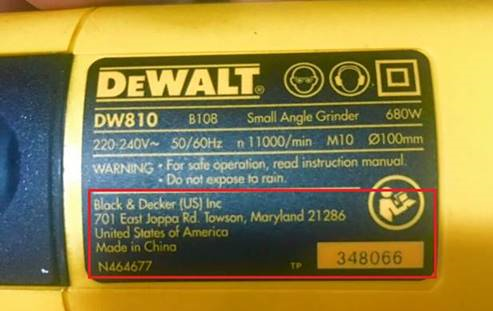 DEWALT®
DW810 B108 Small Angle Grinder 680W
220-240V~ 50/60Hz n 11000/min M10 Ø100mm
WARNING • For safe operation, read instruction manual.
• Do not expose to rain.
Black & Decker (US) Inc
701 East Joppa Rd. Towson, Maryland 21286
United States of America
Made in China
N464677 TP 348066